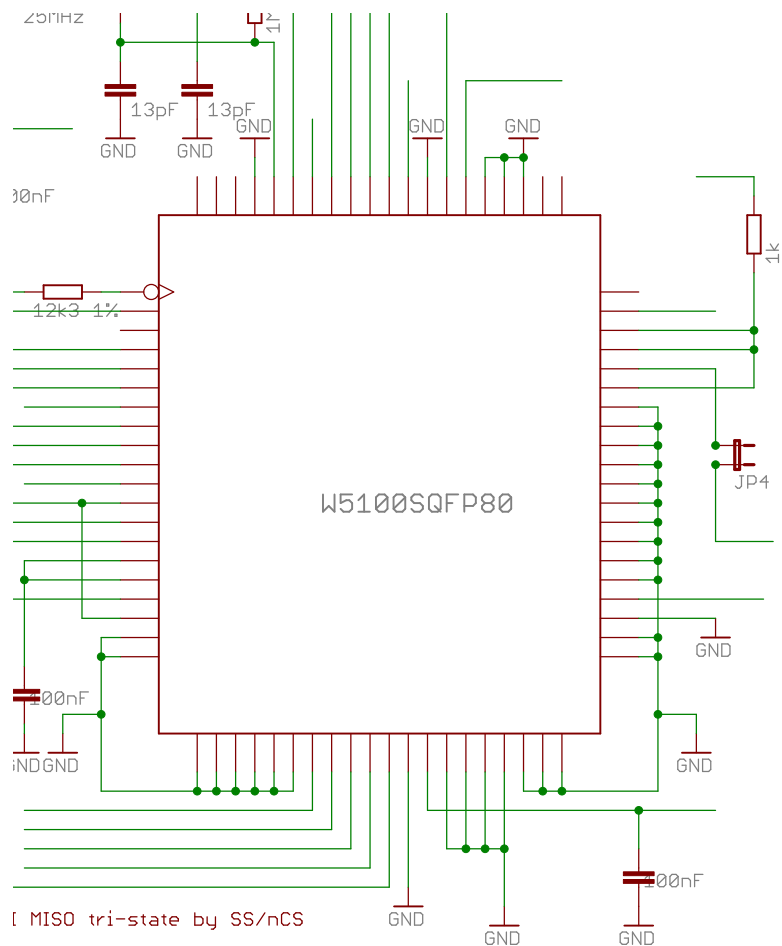 25MHz
13pF
13pF
GND
GND
GND
GND
GND
1k
12k3 1%
W5100SQFP80
JP4
GND
100nF
GND
GND
GND
100nF
MISO tri-state by SS/nCS
GND
GND
GND